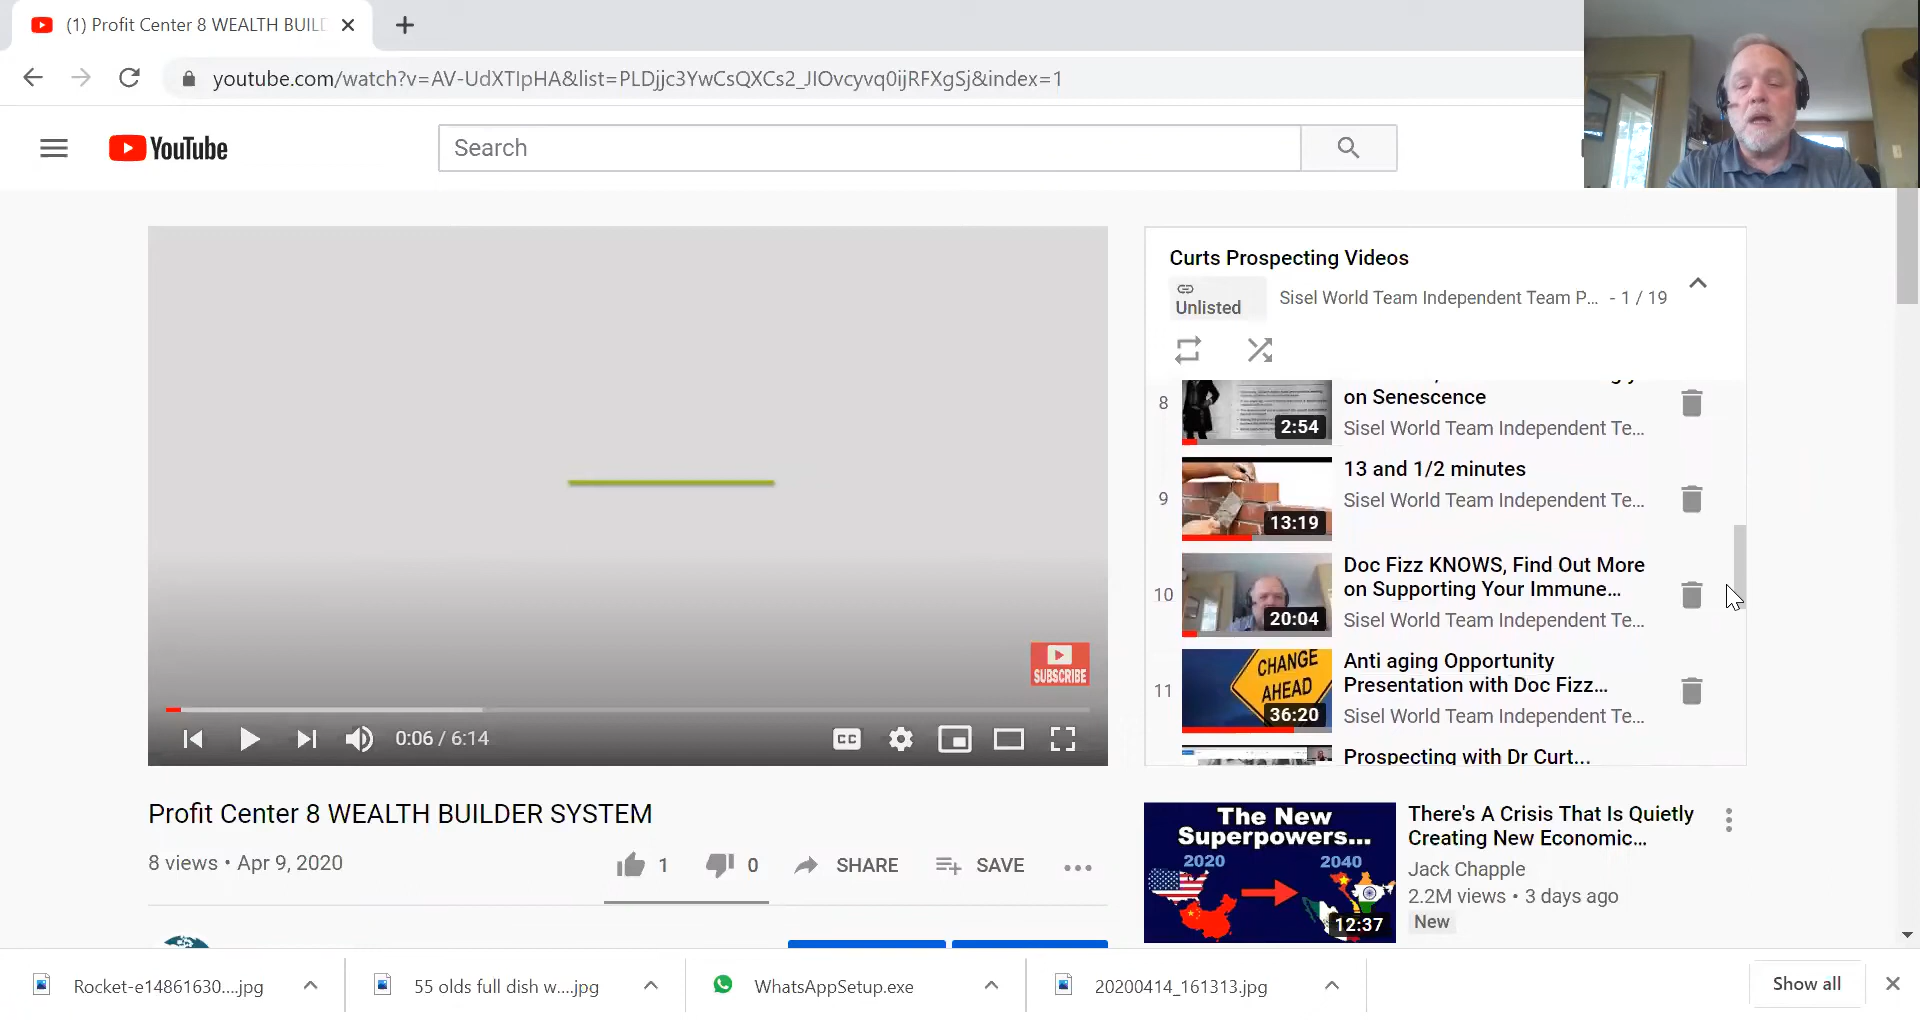 (1) Profit Center 8 WEALTH BUILD
youtube.com/watch?v=AV-UdXTIpHA&list=PLDjjc3YwCsQXCs2_JIOvcyvq0ijRFXgSj&index=1
YouTube
Search
SUBSCRIBE
0:06 / 6:14
CC
Curts Prospecting Videos
Unlisted
Sisel World Team Independent Team P... - 1 / 19
8
on Senescence
2:54
Sisel World Team Independent Te...
9
13 and 1/2 minutes
13:19
Sisel World Team Independent Te...
10
Doc Fizz KNOWS, Find Out More
on Supporting Your Immune...
20:04
Sisel World Team Independent Te...
11
CHANGE
AHEAD
36:20
Anti aging Opportunity
Presentation with Doc Fizz...
Sisel World Team Independent Te...
Prospecting with Dr Curt...
Profit Center 8 WEALTH BUILDER SYSTEM
8 views • Apr 9, 2020
1
0
SHARE
SAVE
The New
Superpowers...
2020
2040
12:37
There's A Crisis That Is Quietly
Creating New Economic...
Jack Chapple
2.2M views • 3 days ago
New
Rocket-e14861630....jpg
55 olds full dish w....jpg
WhatsAppSetup.exe
20200414_161313.jpg
Show all